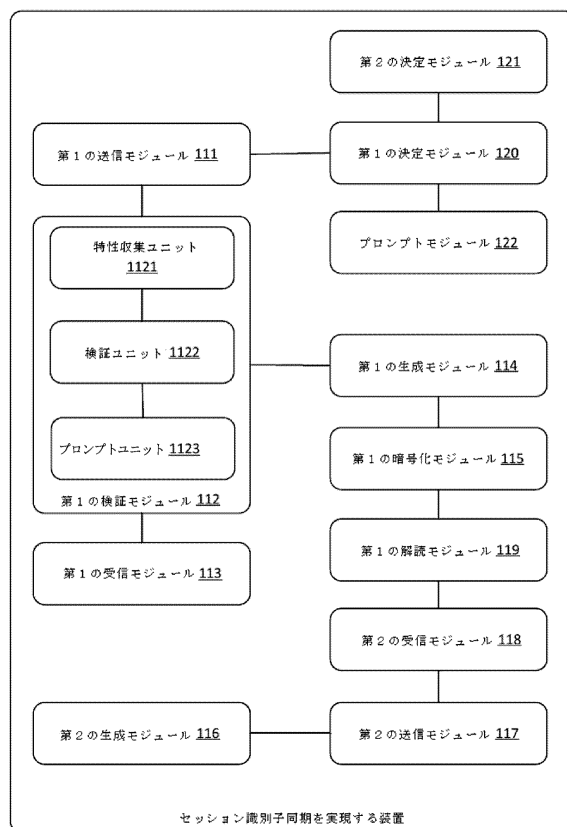 第２の決定モジュール 121
第１の送信モジュール 111
第１の決定モジュール 120
特性収集ユニット
1121
プロンプトモジュール 122
検証ユニット 1122
第１の生成モジュール 114
プロンプトユニット 1123
第１の暗号化モジュール 115
第１の検証モジュール 112
第１の受信モジュール 113
第１の解読モジュール 119
第２の受信モジュール 118
第２の生成モジュール 116
第２の送信モジュール 117
セッション識別子同期を実現する装置